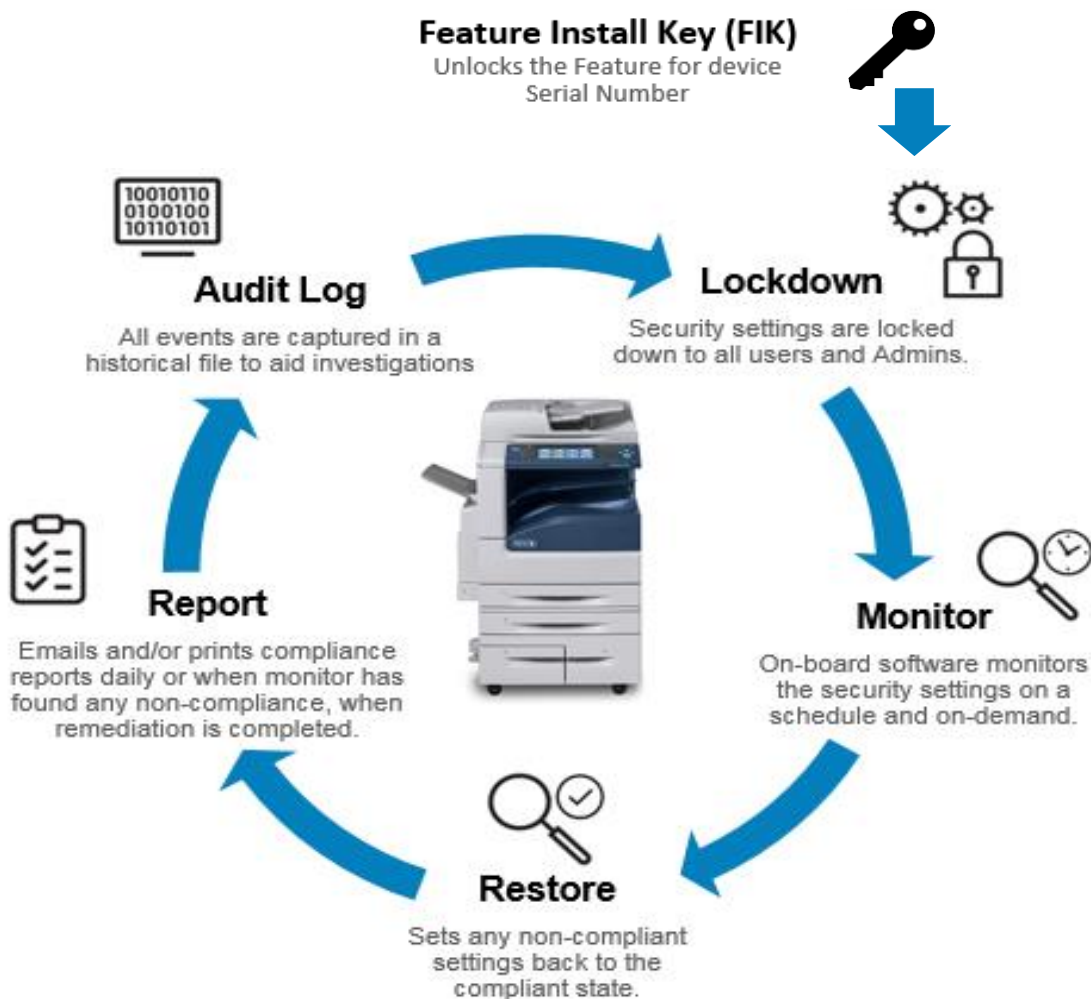 Feature Install Key (FIK)
Unlocks the Feature for device
Serial Number
10010110
0100100
10110101
Audit Log
All events are captured in a
historical file to aid investigations
Lockdown
Security settings are locked
down to all users and Admins.
Monitor
On-board software monitors
the security settings on a
schedule and on-demand.
Restore
Sets any non-compliant
settings back to the
compliant state.
Report
Emails and/or prints compliance
reports daily or when monitor has
found any non-compliance, when
remediation is completed.